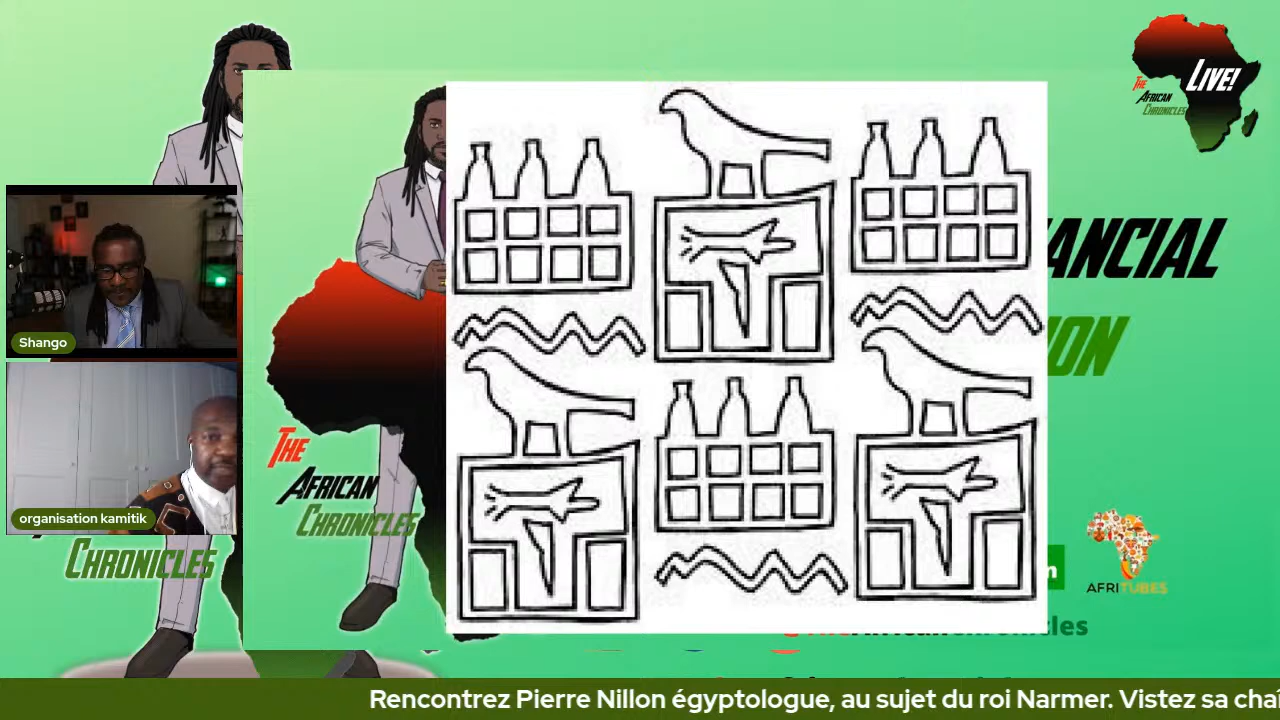 LIVE!
THE
AFRICAN
CHRONICLES
ANCIAL
ON
Shango
THE
AFRICAN
CHRONICLES
organisation kamitik
CHRONICLES
AFRITUBES
Rencontrez Pierre Nillon égyptologue, au sujet du roi Narmer. Vistez sa chaî